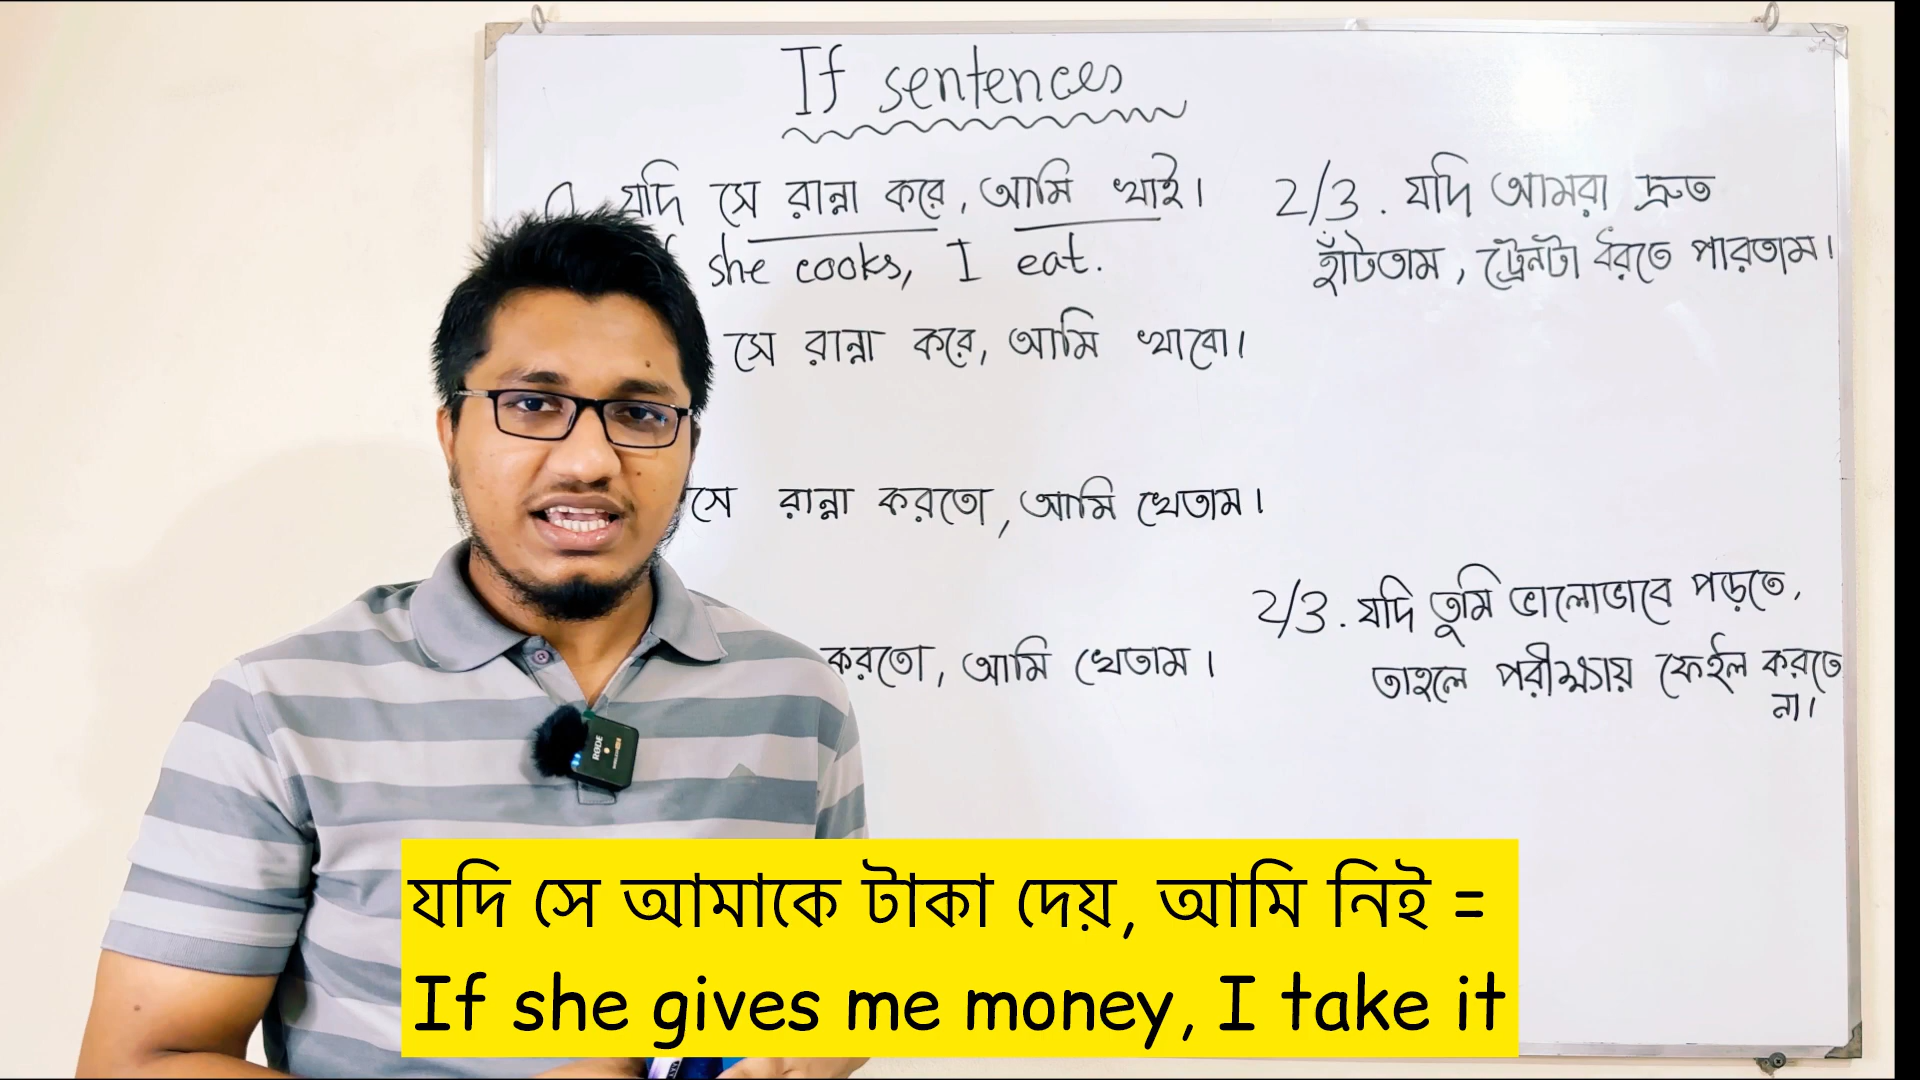 If sentences
যদি সে রান্না করে, আমি খাই।
she cooks, I eat.
সে রান্না করে, আমি খাবো।
সে রান্না করতো, আমি খেতাম।
করতো, আমি খেতাম।
2/3. যদি আমরা দ্রুত
হাঁটতাম, ট্রেনটা ধরতে পারতাম।
2/3. যদি তুমি ভালোভাবে পড়তে,
তাহলে পরীক্ষায় ফেইল করতে
না।
RØDE
যদি সে আমাকে টাকা দেয়, আমি নিই =
If she gives me money, I take it